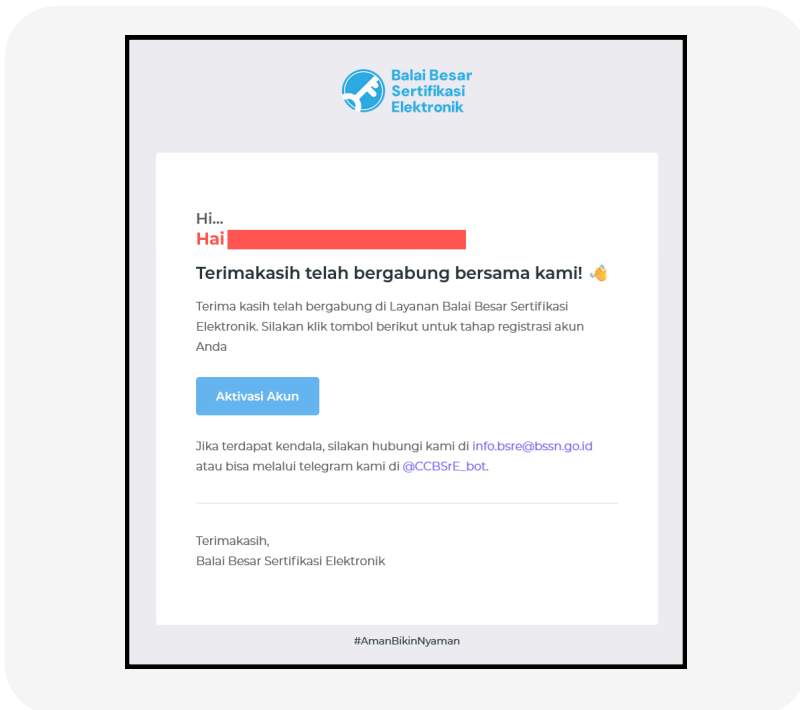 Balai Besar
Sertifikasi
Elektronik
Hi...
Hai
Terimakasih telah bergabung bersama kami! 👋
Terima kasih telah bergabung di Layanan Balai Besar Sertifikasi
Elektronik. Silakan klik tombol berikut untuk tahap registrasi akun
Anda
Aktivasi Akun
Jika terdapat kendala, silakan hubungi kami di info.bsre@bssn.go.id
atau bisa melalui telegram kami di @CCBSrE_bot.
Terimakasih,
Balai Besar Sertifikasi Elektronik
#AmanBikinNyaman